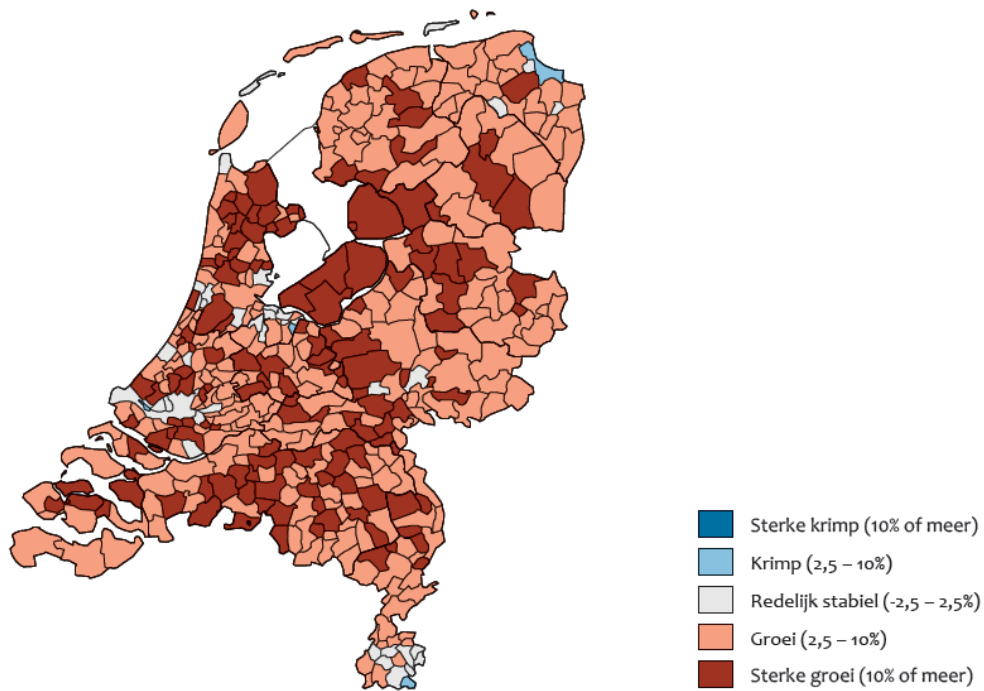 Sterke krimp (10% of meer)
Krimp (2,5 – 10%)
Redelijk stabiel (-2,5 – 2,5%)
Groei (2,5 – 10%)
Sterke groei (10% of meer)